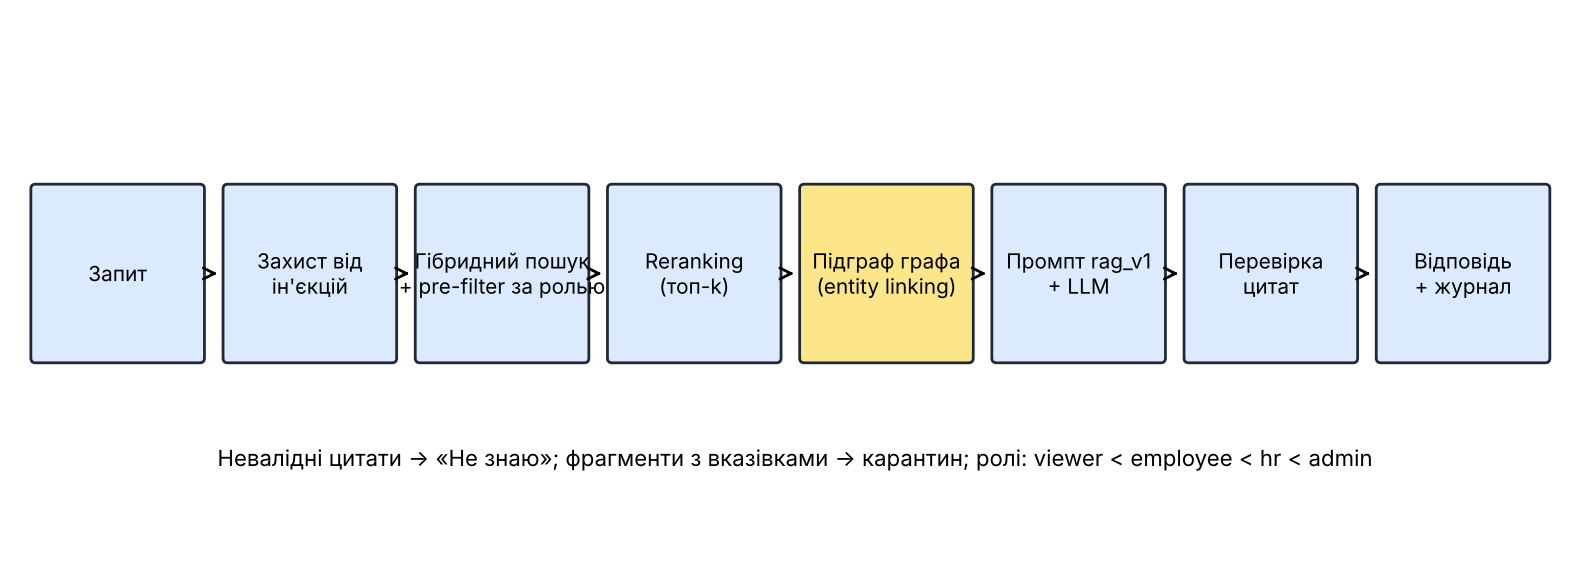 Запит
Захист від
ін'єкцій
Гібридний пошук
+ pre-filter за ролью
Reranking
(топ-k)
Підграф графа
(entity linking)
Промпт rag_v1
+ LLM
Перевірка
цитат
Відповідь
+ журнал
Невалідні цитати → «Не знаю»; фрагменти з вказівками → карантин; ролі: viewer < employee < hr < admin